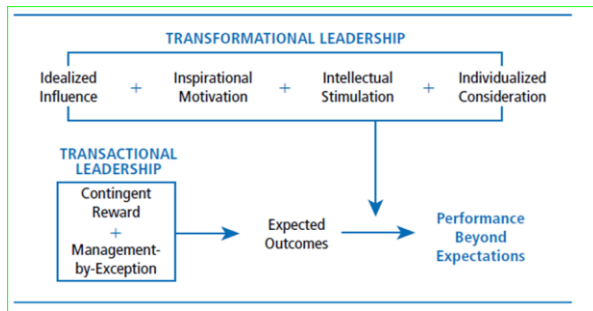 TRANSFORMATIONAL LEADERSHIP
Idealized Influence + Inspirational Motivation + Intellectual Stimulation + Individualized Consideration
TRANSACTIONAL
LEADERSHIP
Contingent
Reward
+
Management-
by-Exception
Expected
Outcomes
Performance
Beyond
Expectations